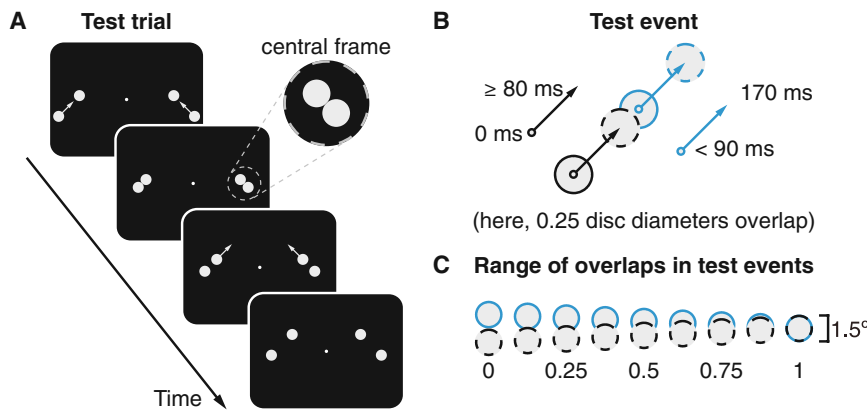 A Test trial
central frame
Time
B Test event
≥ 80 ms
0 ms
170 ms
< 90 ms
(here, 0.25 disc diameters overlap)
C Range of overlaps in test events
1.5°
0 0.25 0.5 0.75 1